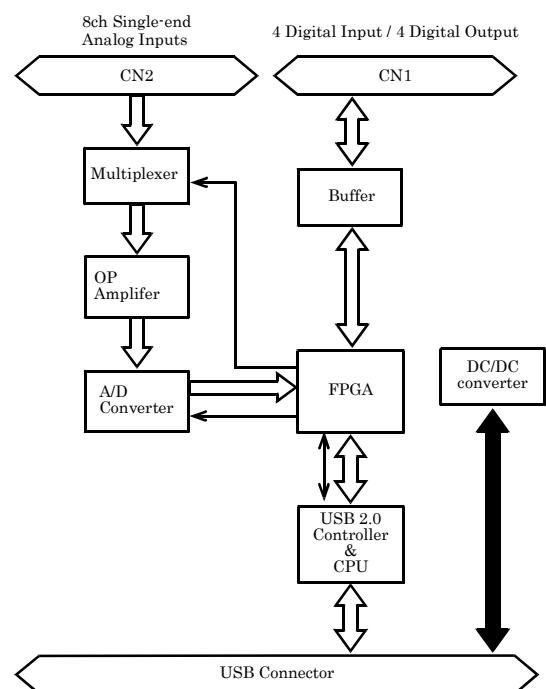 8ch Single-end
Analog Inputs
4 Digital Input / 4 Digital Output
CN2
CN1
Multiplexer
Buffer
OP
Amplifer
A/D
Converter
FPGA
DC/DC
converter
USB 2.0
Controller
&
CPU
USB Connector